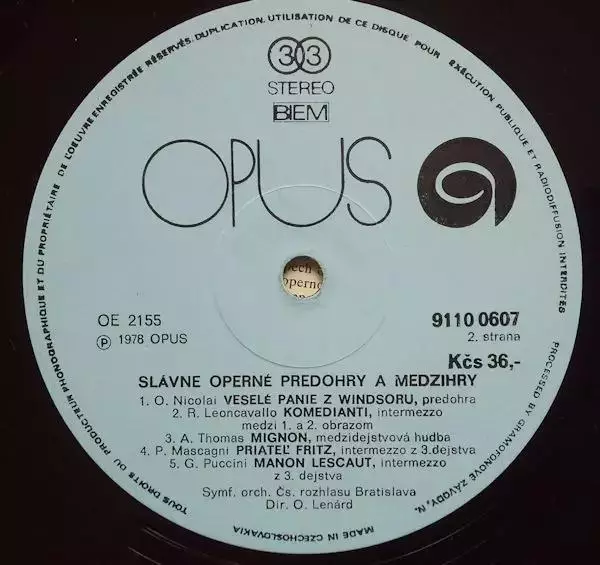 TOUS DROITS DU PRODUCTEUR PHONOGRAPHIQUE ET DU PROPRIÉTAIRE DE L'OEUVRE ENREGISTRÉE RÉSERVÉS. DUPLICATION, UTILISATION DE CE DISQUE POUR EXÉCUTION PUBLIQUE ET RADIODIFFUSION INTERDITES
33
STEREO
BIEM
OPUS
ech
operno
OE 2155
Ⓟ 1978 OPUS
9110 0607
2. strana
Kčs 36,-
SLÁVNE OPERNÉ PREDOHRY A MEDZIHRY
1. O. Nicolai VESELÉ PANIE Z WINDSORU, predohra
2. R. Leoncavallo KOMEDIANTI, intermezzo
medzi 1. a 2. obrazom
3. A. Thomas MIGNON, medzidejstvová hudba
4. P. Mascagni PRIATEĽ FRITZ, intermezzo z 3.dejstva
5. G. Puccini MANON LESCAUT, intermezzo
z 3. dejstva
Symf. orch. Čs. rozhlasu Bratislava
Dir. O. Lenárd
MADE IN CZECHOSLOVAKIA
PROCESSED BY GRAMOFONOVÉ ZÁVODY, N.